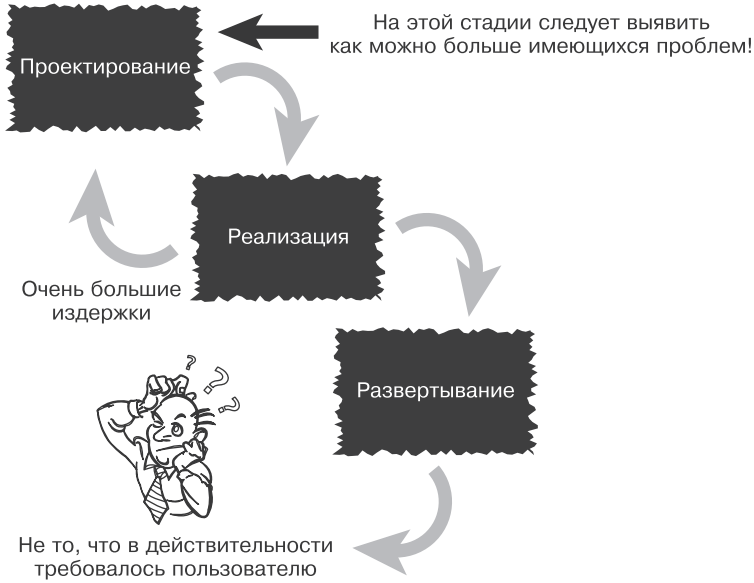 На этой стадии следует выявить
как можно больше имеющихся проблем!
Проектирование
Реализация
Очень большие
издержки
Развертывание
? ? ?
Не то, что в действительности
требовалось пользователю